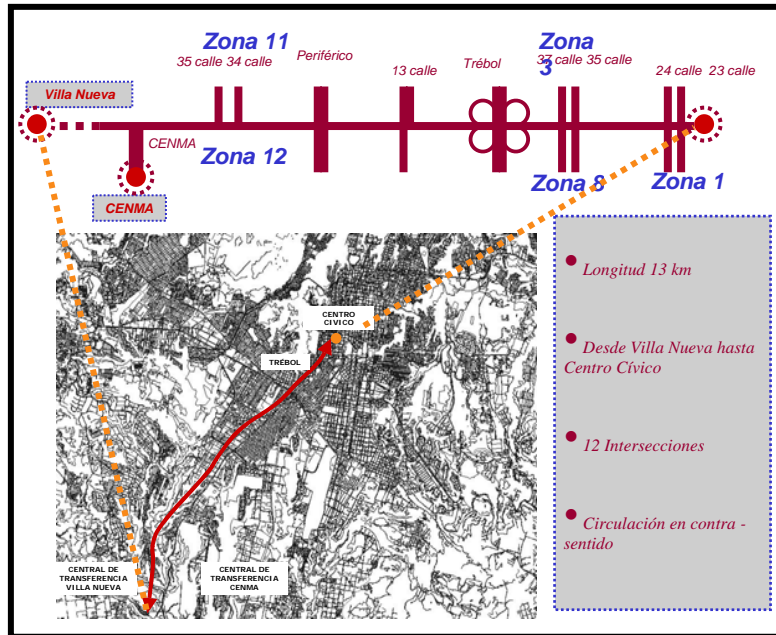 Zona 11
Zona
3
35 calle 34 calle
Periférico
13 calle
Trébol
37 calle 35 calle
24 calle 23 calle
Villa Nueva
CENMA
Zona 12
Zona 8
Zona 1
CENMA
CENTRO
CIVICO
TRÉBOL
CENTRAL DE
TRANSFERENCIA
VILLA NUEVA
CENTRAL DE
TRANSFERENCIA
CENMA
Longitud 13 km
Desde Villa Nueva hasta
Centro Cívico
12 Intersecciones
Circulación en contra -
sentido